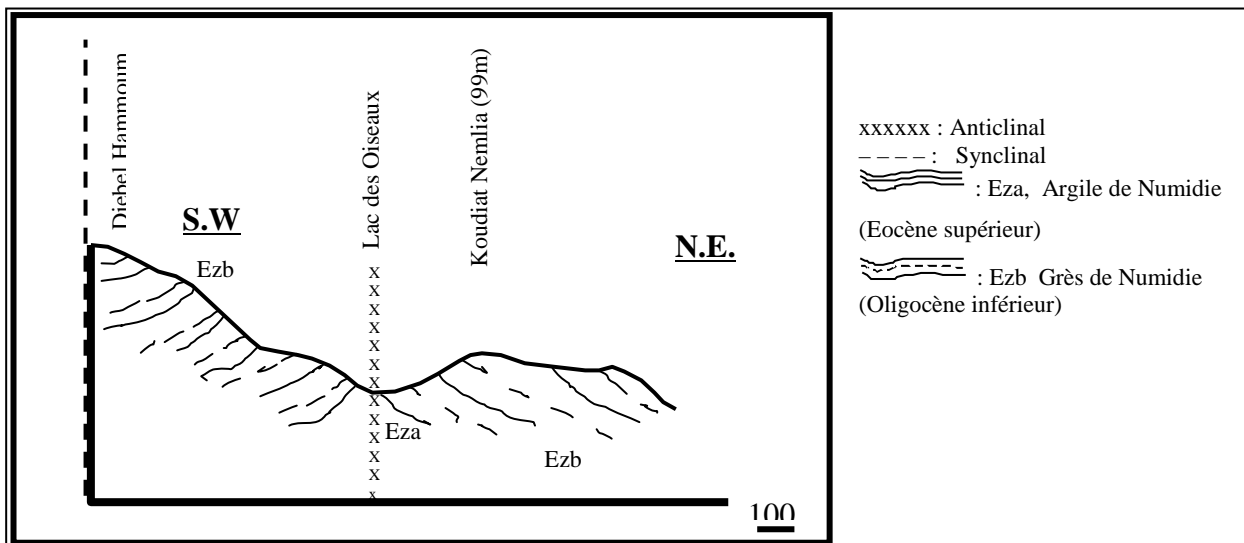 Djebel Hammoum
Lac des Oiseaux
Koudiat Nemlia (99m)
S.W
N.E.
Ezb
Eza
Ezb
100
xxxxxx : Anticlinal
– – – – : Synclinal
: Eza, Argile de Numidie
(Eocène supérieur)
: Ezb Grès de Numidie
(Oligocène inférieur)